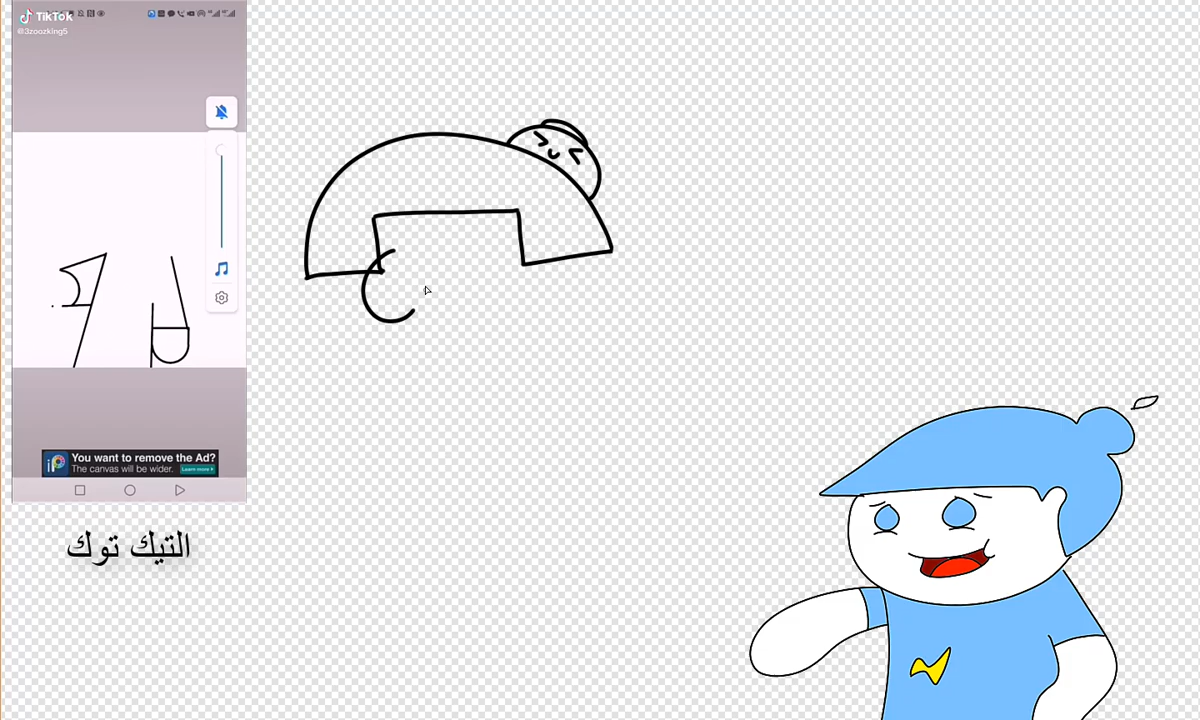 TikTok
@3zoozking5
You want to remove the Ad?
The canvas will be wider. Learn more
التيك توك